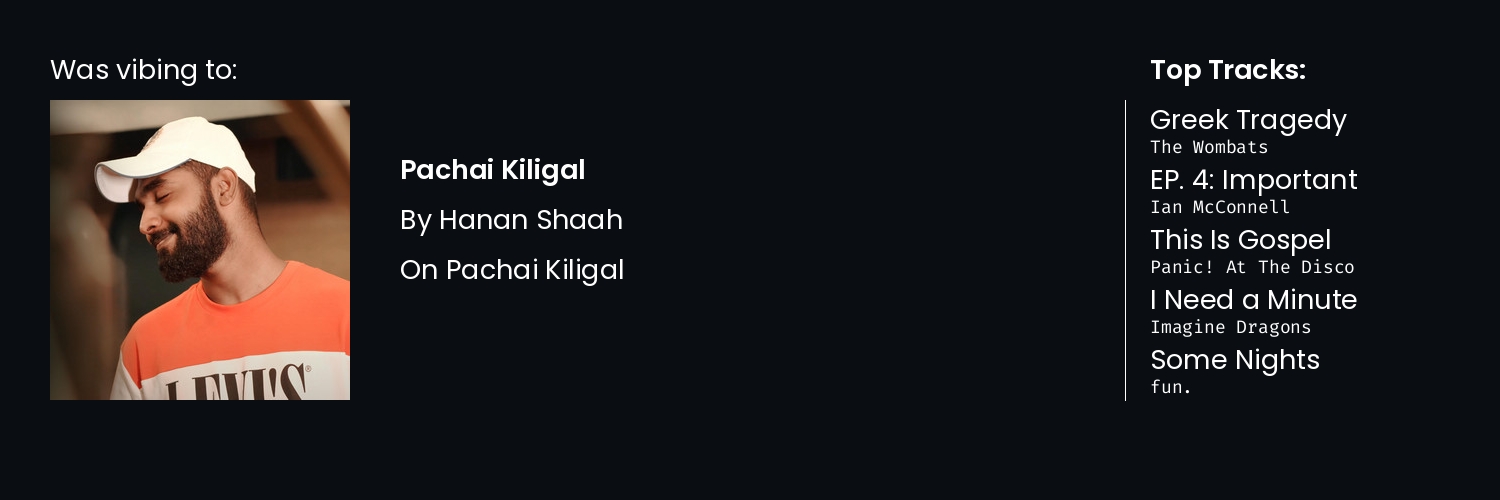 Was vibing to:
LEVI'S®
Pachai Kiligal
By Hanan Shaah
On Pachai Kiligal
Top Tracks:
Greek Tragedy
The Wombats
EP. 4: Important
Ian McConnell
This Is Gospel
Panic! At The Disco
I Need a Minute
Imagine Dragons
Some Nights
fun.